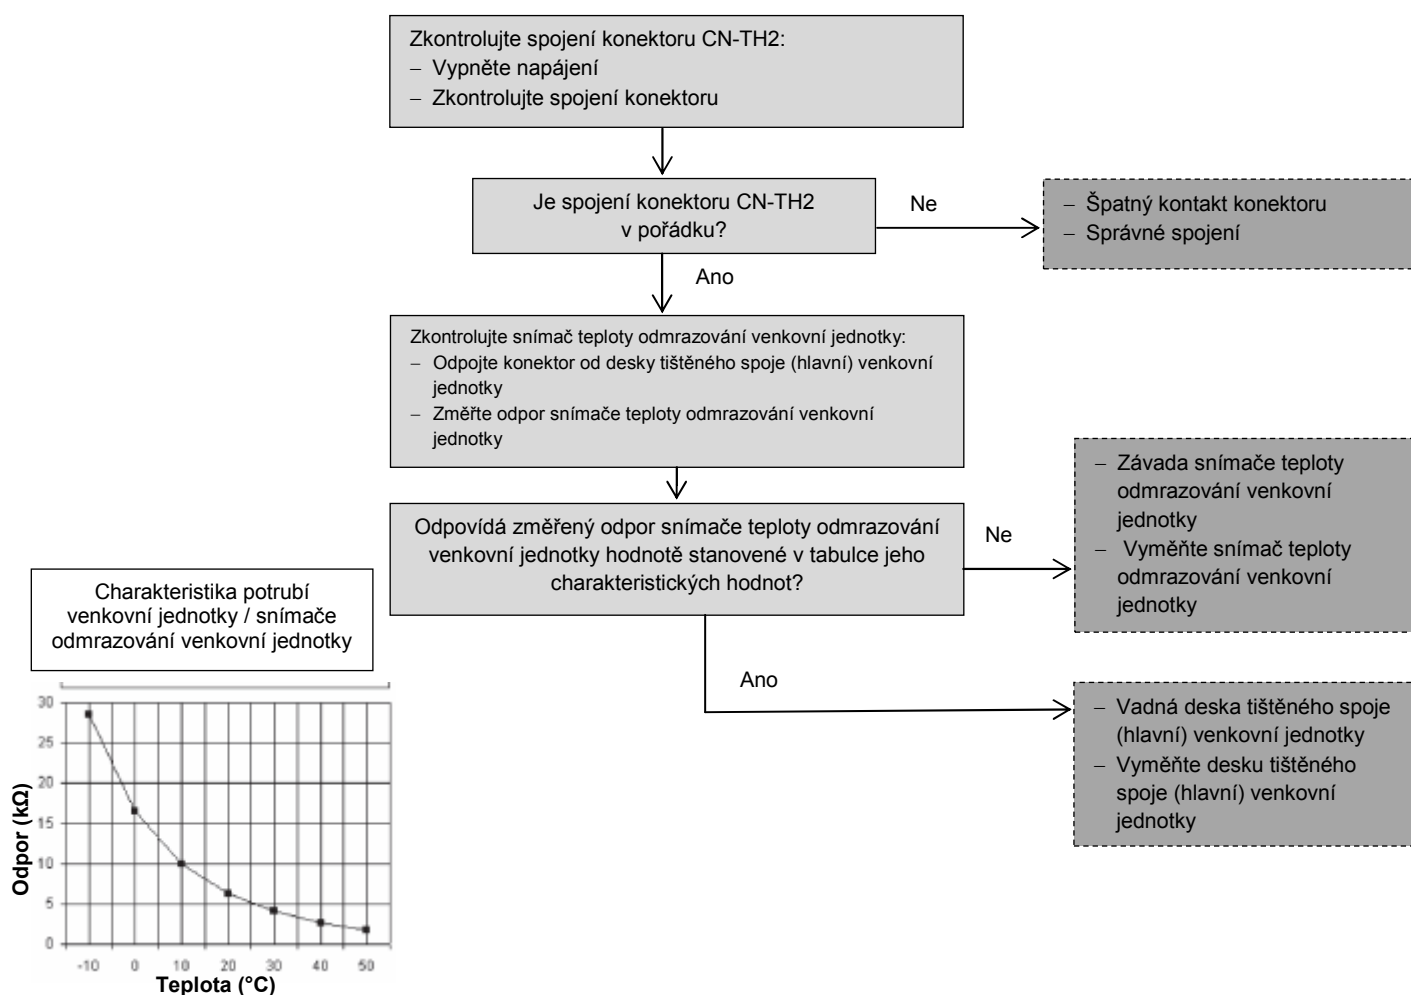 Zkontrolujte spojení konektoru CN-TH2:
– Vypněte napájení
– Zkontrolujte spojení konektoru
Je spojení konektoru CN-TH2
v pořádku?
Ne
– Špatný kontakt konektoru
– Správné spojení
Ano
Zkontrolujte snímač teploty odmrazování venkovní jednotky:
– Odpojte konektor od desky tištěného spoje (hlavní) venkovní
jednotky
– Změřte odpor snímače teploty odmrazování venkovní
jednotky
Odpovídá změřený odpor snímače teploty odmrazování
venkovní jednotky hodnotě stanovené v tabulce jeho
charakteristických hodnot?
Ne
– Závada snímače teploty
odmrazování venkovní
jednotky
– Vyměňte snímač teploty
odmrazování venkovní
jednotky
Ano
– Vadná deska tištěného spoje
(hlavní) venkovní jednotky
– Vyměňte desku tištěného
spoje (hlavní) venkovní
jednotky
Charakteristika potrubí
venkovní jednotky / snímače
odmrazování venkovní jednotky
Odpor (kΩ)
30
25
20
15
10
5
0
-10 0 10 20 30 40 50
Teplota (°C)